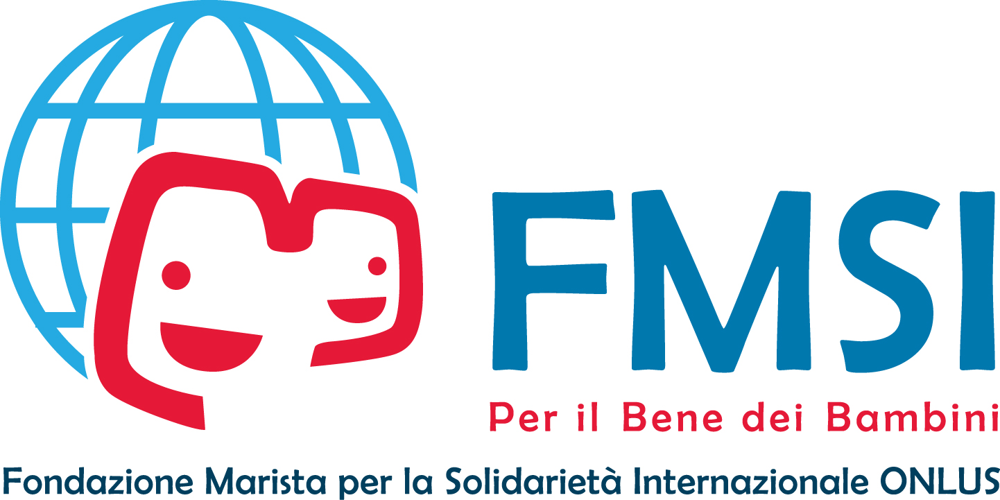 FMSI
Per il Bene dei Bambini
Fondazione Marista per la Solidarietà Internazionale ONLUS